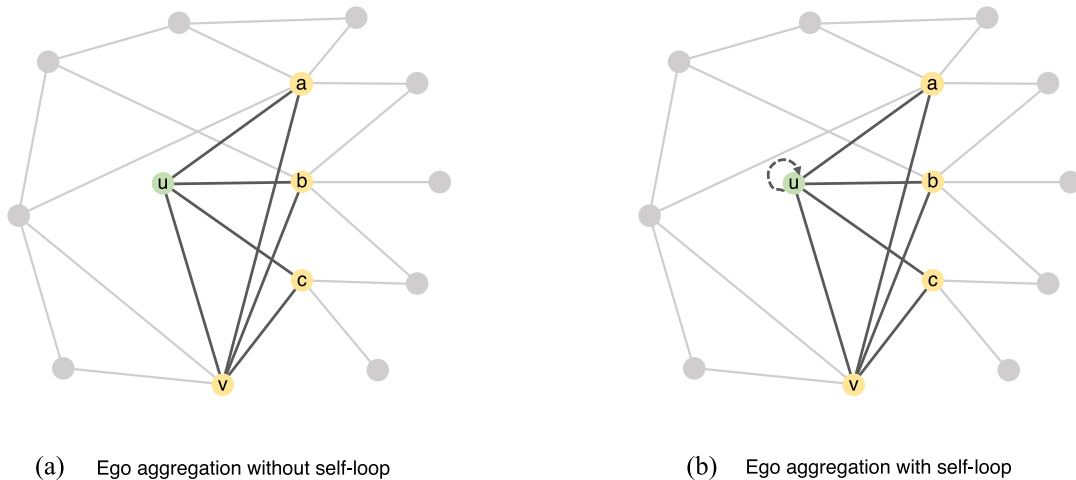 a a
u b u b
c c
v v
(a) Ego aggregation without self-loop
(b) Ego aggregation with self-loop